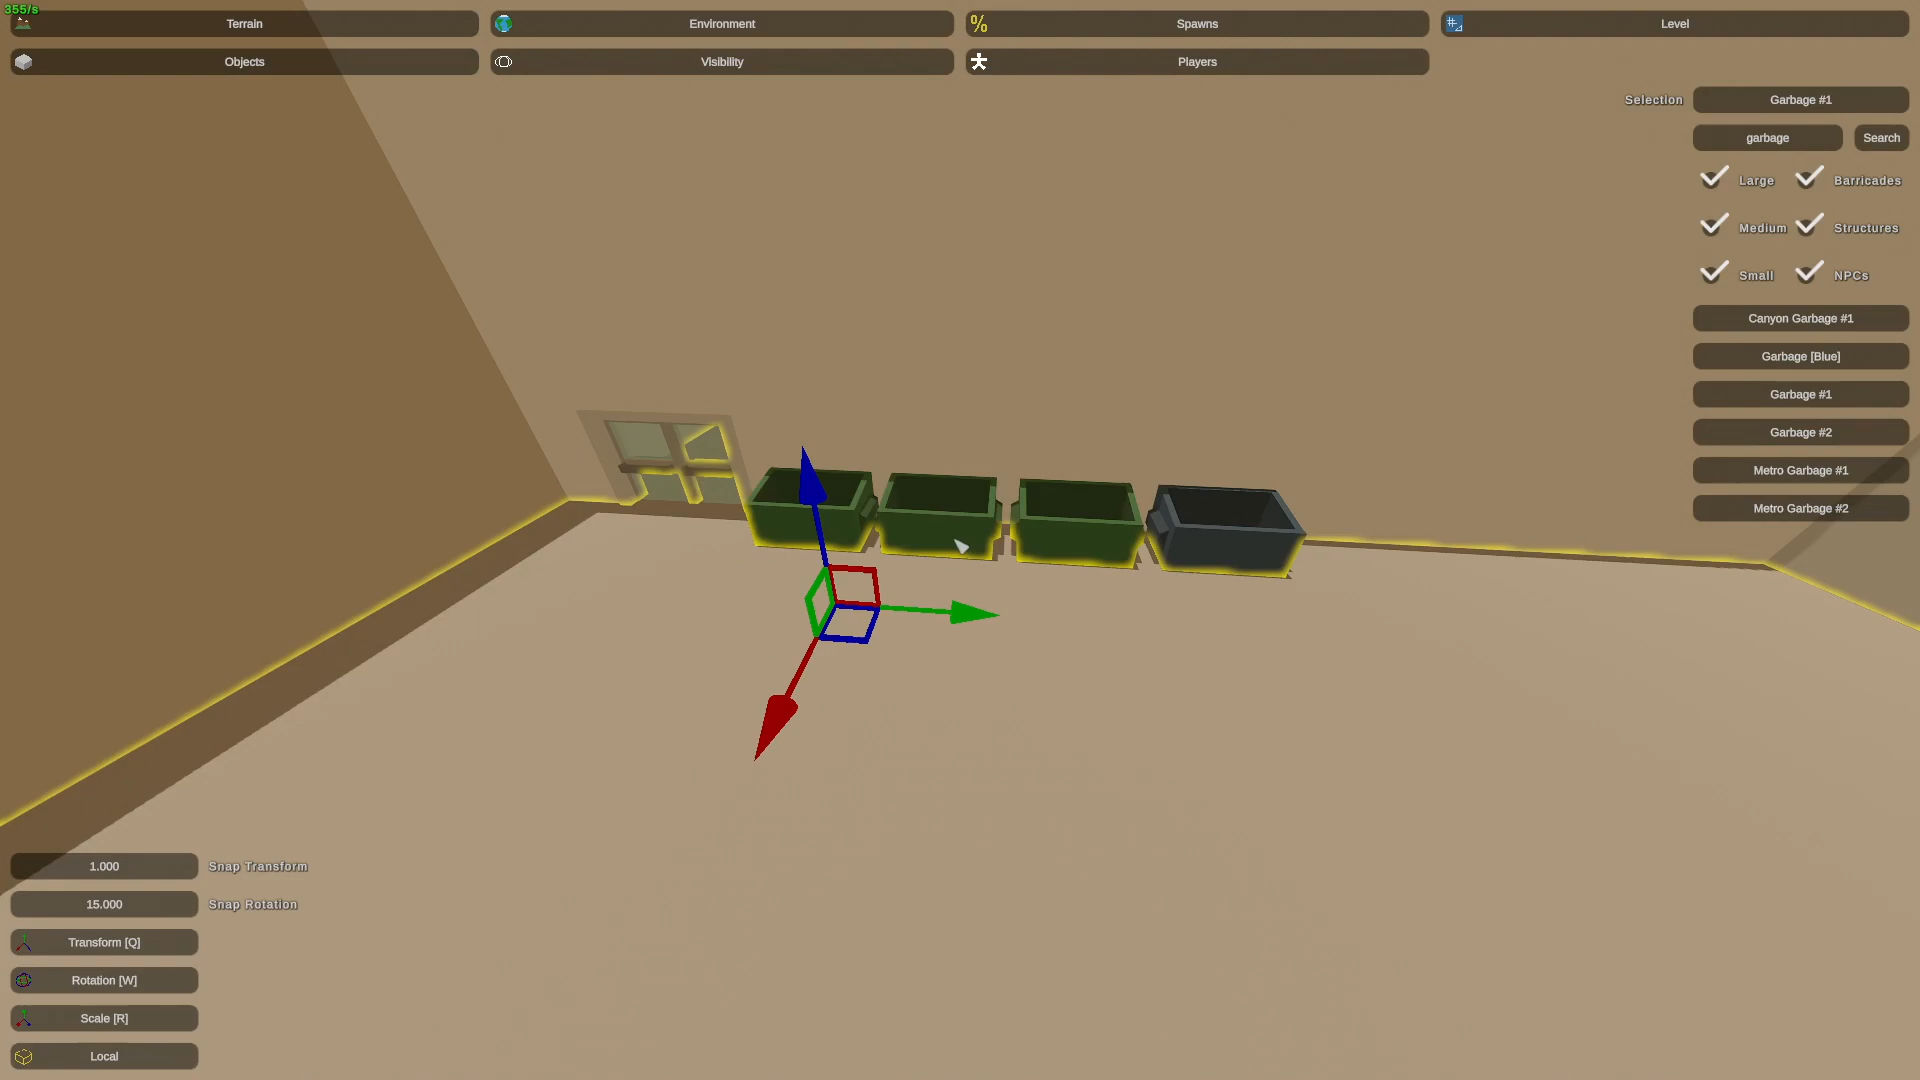 355/s
Terrain
Environment
Spawns
Level
Objects
Visibility
Players
Selection
Garbage #1
garbage
Search
Large
Barricades
Medium
Structures
Small
NPCs
Canyon Garbage #1
Garbage [Blue]
Garbage #1
Garbage #2
Metro Garbage #1
Metro Garbage #2
1.000
Snap Transform
15.000
Snap Rotation
Transform [Q]
Rotation [W]
Scale [R]
Local